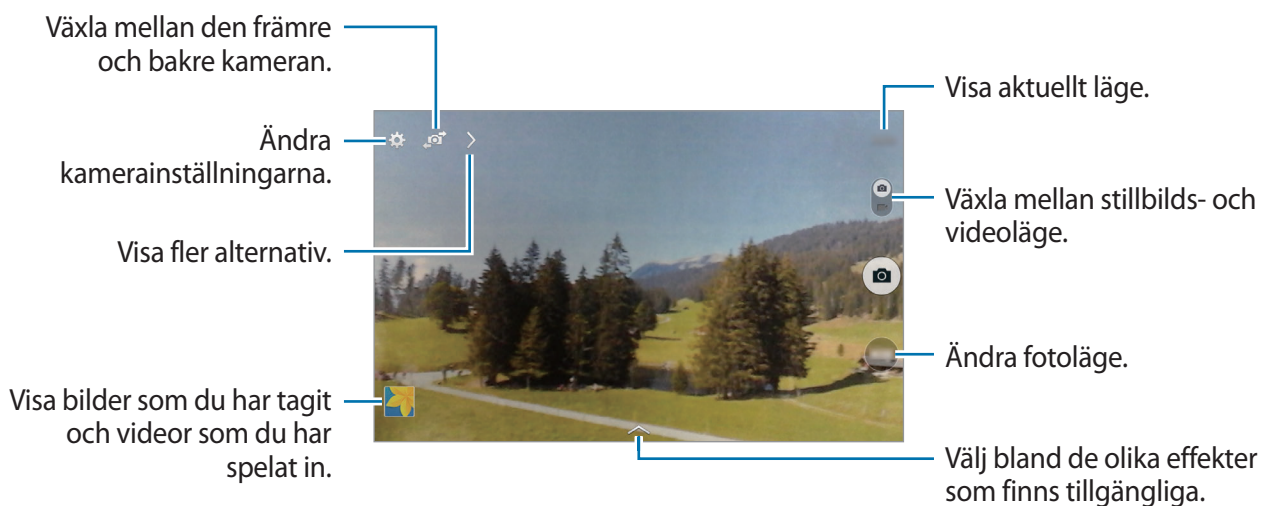 Växla mellan den främre
och bakre kameran.
Ändra
kamerainställningarna.
Visa fler alternativ.
Visa bilder som du har tagit
och videor som du har
spelat in.
Visa aktuellt läge.
Växla mellan stillbilds- och
videoläge.
Ändra fotoläge.
Välj bland de olika effekter
som finns tillgängliga.